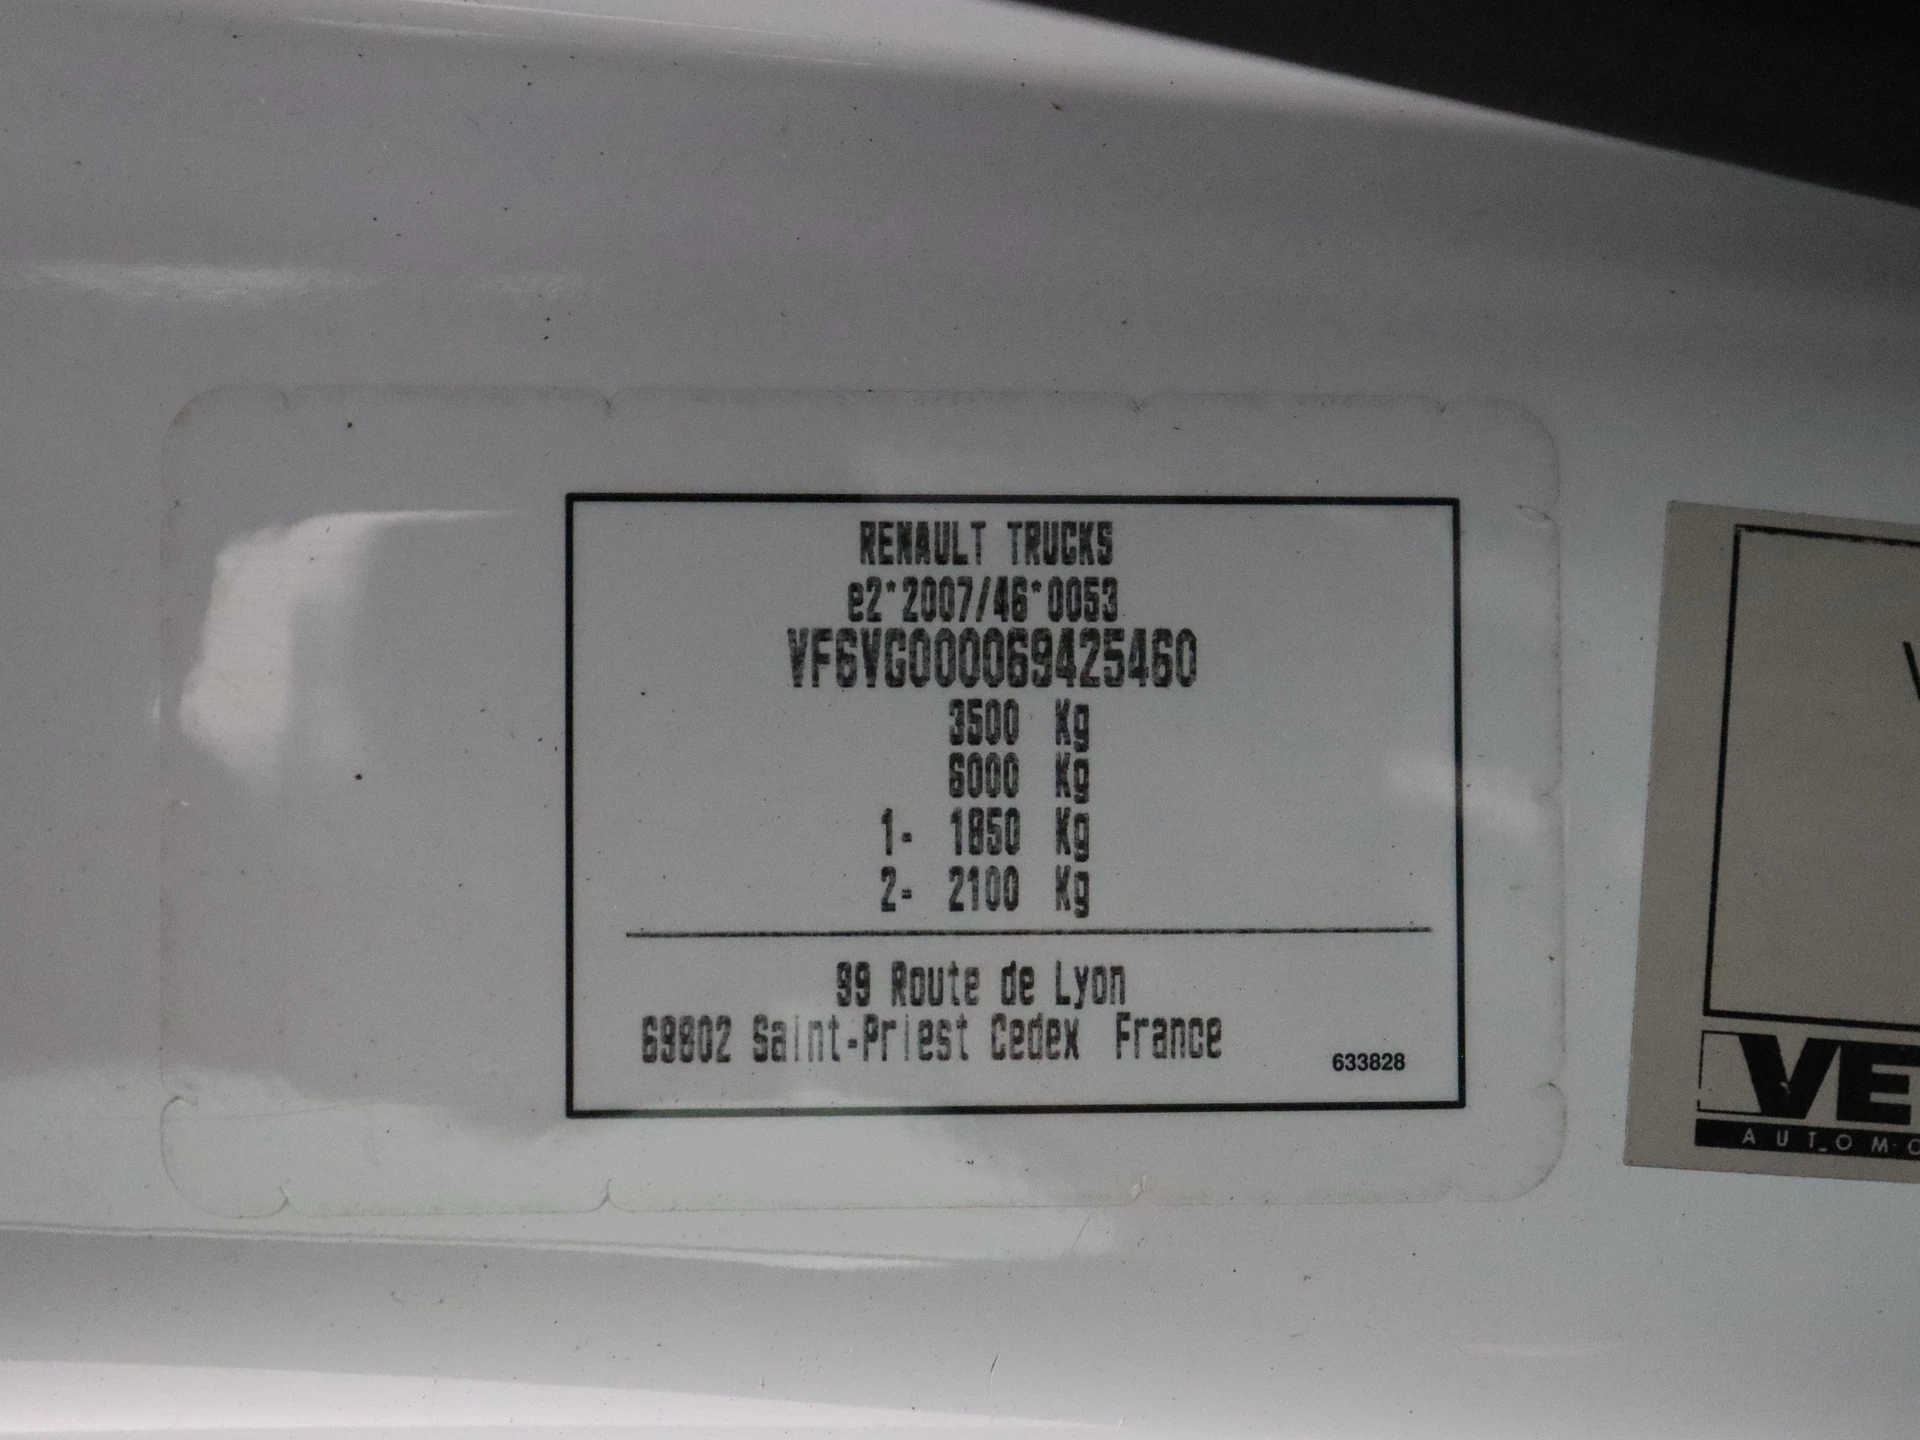 RENAULT TRUCKS
e2*2007/46*0053
VF6VG000069425460
3500 Kg
6000 Kg
1- 1850 Kg
2- 2100 Kg
99 Route de Lyon
69802 Saint-Priest Cedex France
633828
VE
AUTOMO